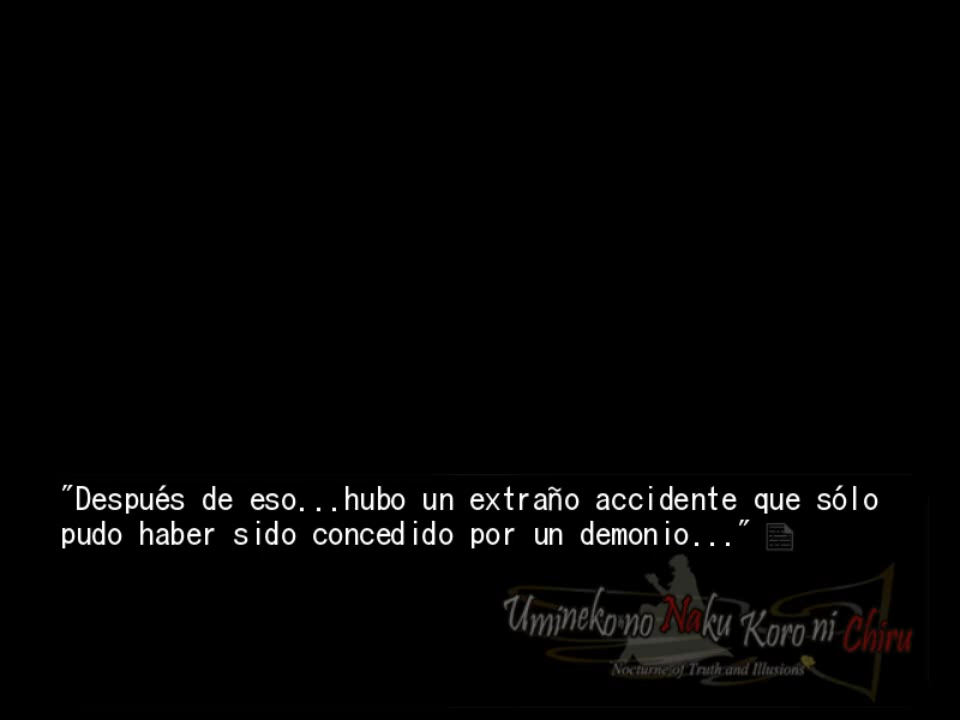 "Después de eso...hubo un extraño accidente que sólo
pudo haber sido concedido por un demonio..."
Umineko no Naku Koro ni Chiru
Nocturne of Truth and Illusions